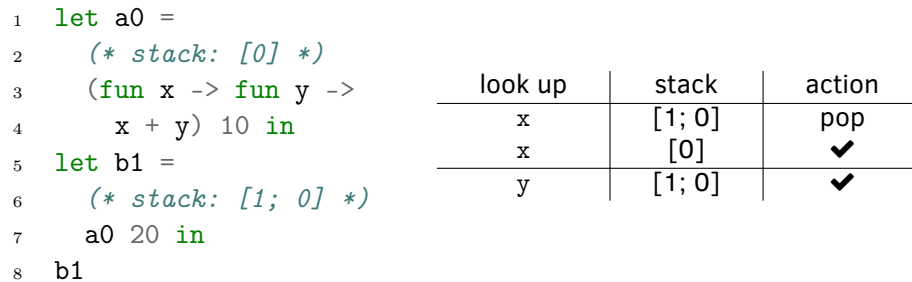 1 let a0 =
2 (* stack: [0] *)
3 (fun x -> fun y ->
4 x + y) 10 in
5 let b1 =
6 (* stack: [1; 0] *)
7 a0 20 in
8 b1
look up stack action
x [1; 0] pop
x [0] ✔
y [1; 0] ✔